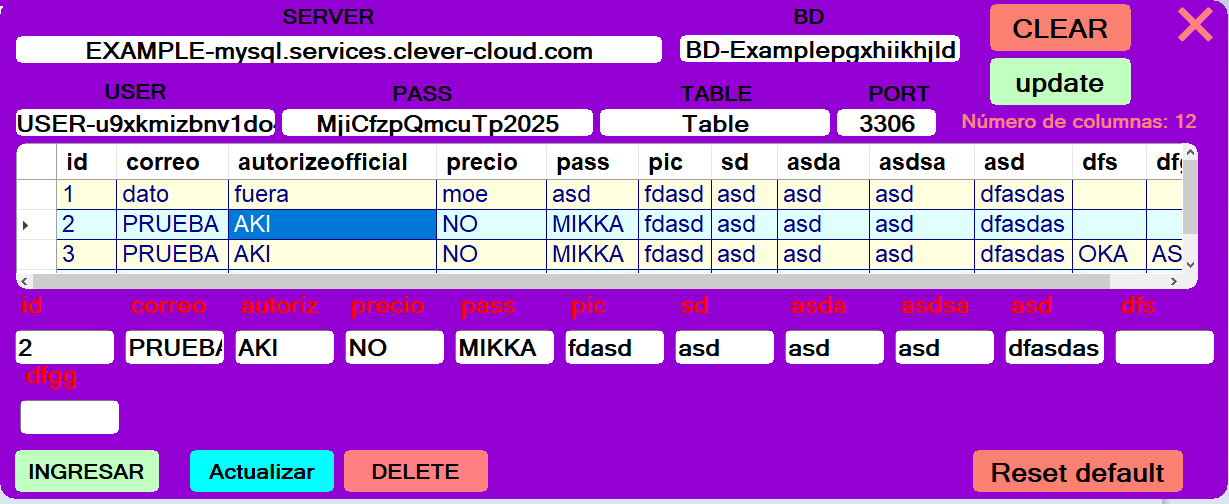 SERVER BD
EXAMPLE-mysql.services.clever-cloud.com BD-Examplepgxhiikhjld CLEAR
update
USER PASS TABLE PORT
USER-u9xkmizbnv1do MjiCfzpQmcuTp2025 Table 3306 Número de columnas: 12
id correo autorizeofficial precio pass pic sd asda asdsa asd dfs dfg
1 dato fuera moe asd fdasd asd asd asd dfasdas
2 PRUEBA AKI NO MIKKA fdasd asd asd asd dfasdas
3 PRUEBA AKI NO MIKKA fdasd asd asd asd dfasdas OKA AS
id correo autoriz precio pass pic sd asda asdsa asd dfs
2 PRUEBA AKI NO MIKKA fdasd asd asd asd dfasdas
dfgg
INGRESAR Actualizar DELETE Reset default